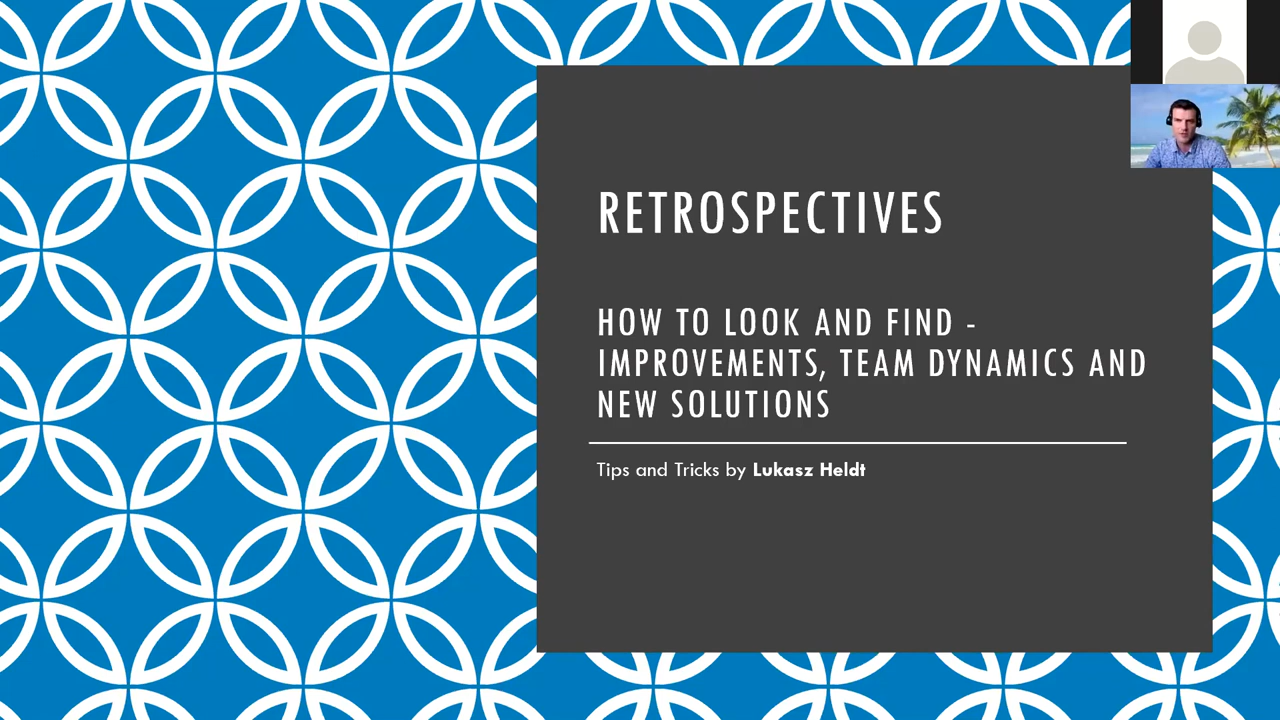 RETROSPECTIVES
HOW TO LOOK AND FIND -
IMPROVEMENTS, TEAM DYNAMICS AND
NEW SOLUTIONS
Tips and Tricks by Lukasz Heldt